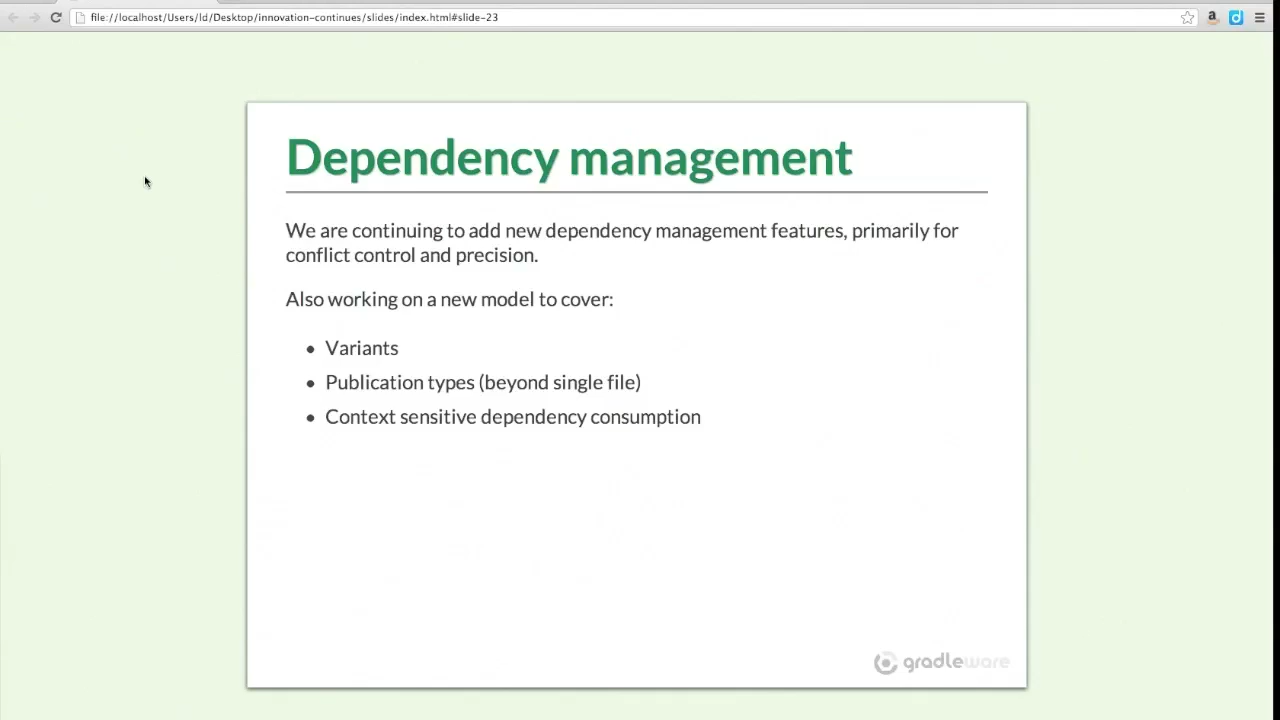 file://localhost/Users/ld/Desktop/innovation-continues/slides/index.html#slide-23
Dependency management
We are continuing to add new dependency management features, primarily for
conflict control and precision.
Also working on a new model to cover:
• Variants
• Publication types (beyond single file)
• Context sensitive dependency consumption
gradleware